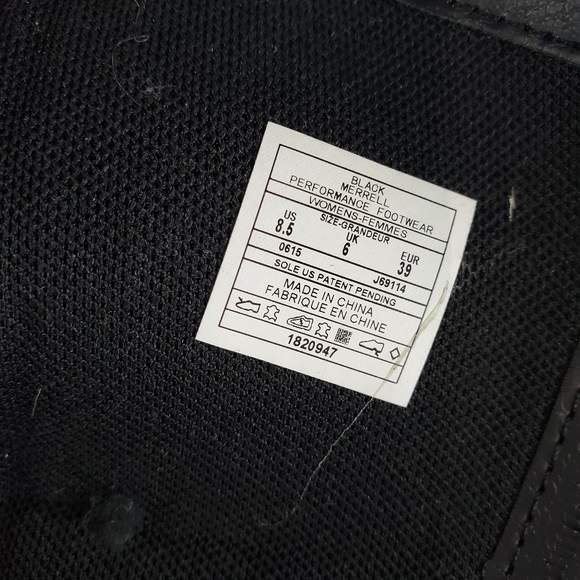 BLACK
MERRELL
PERFORMANCE FOOTWEAR
WOMENS-FEMMES
SIZE-GRANDEUR
US UK EUR
8.5 6 39
0615 J69114
SOLE US PATENT PENDING
MADE IN CHINA
FABRIQUE EN CHINE
1820947